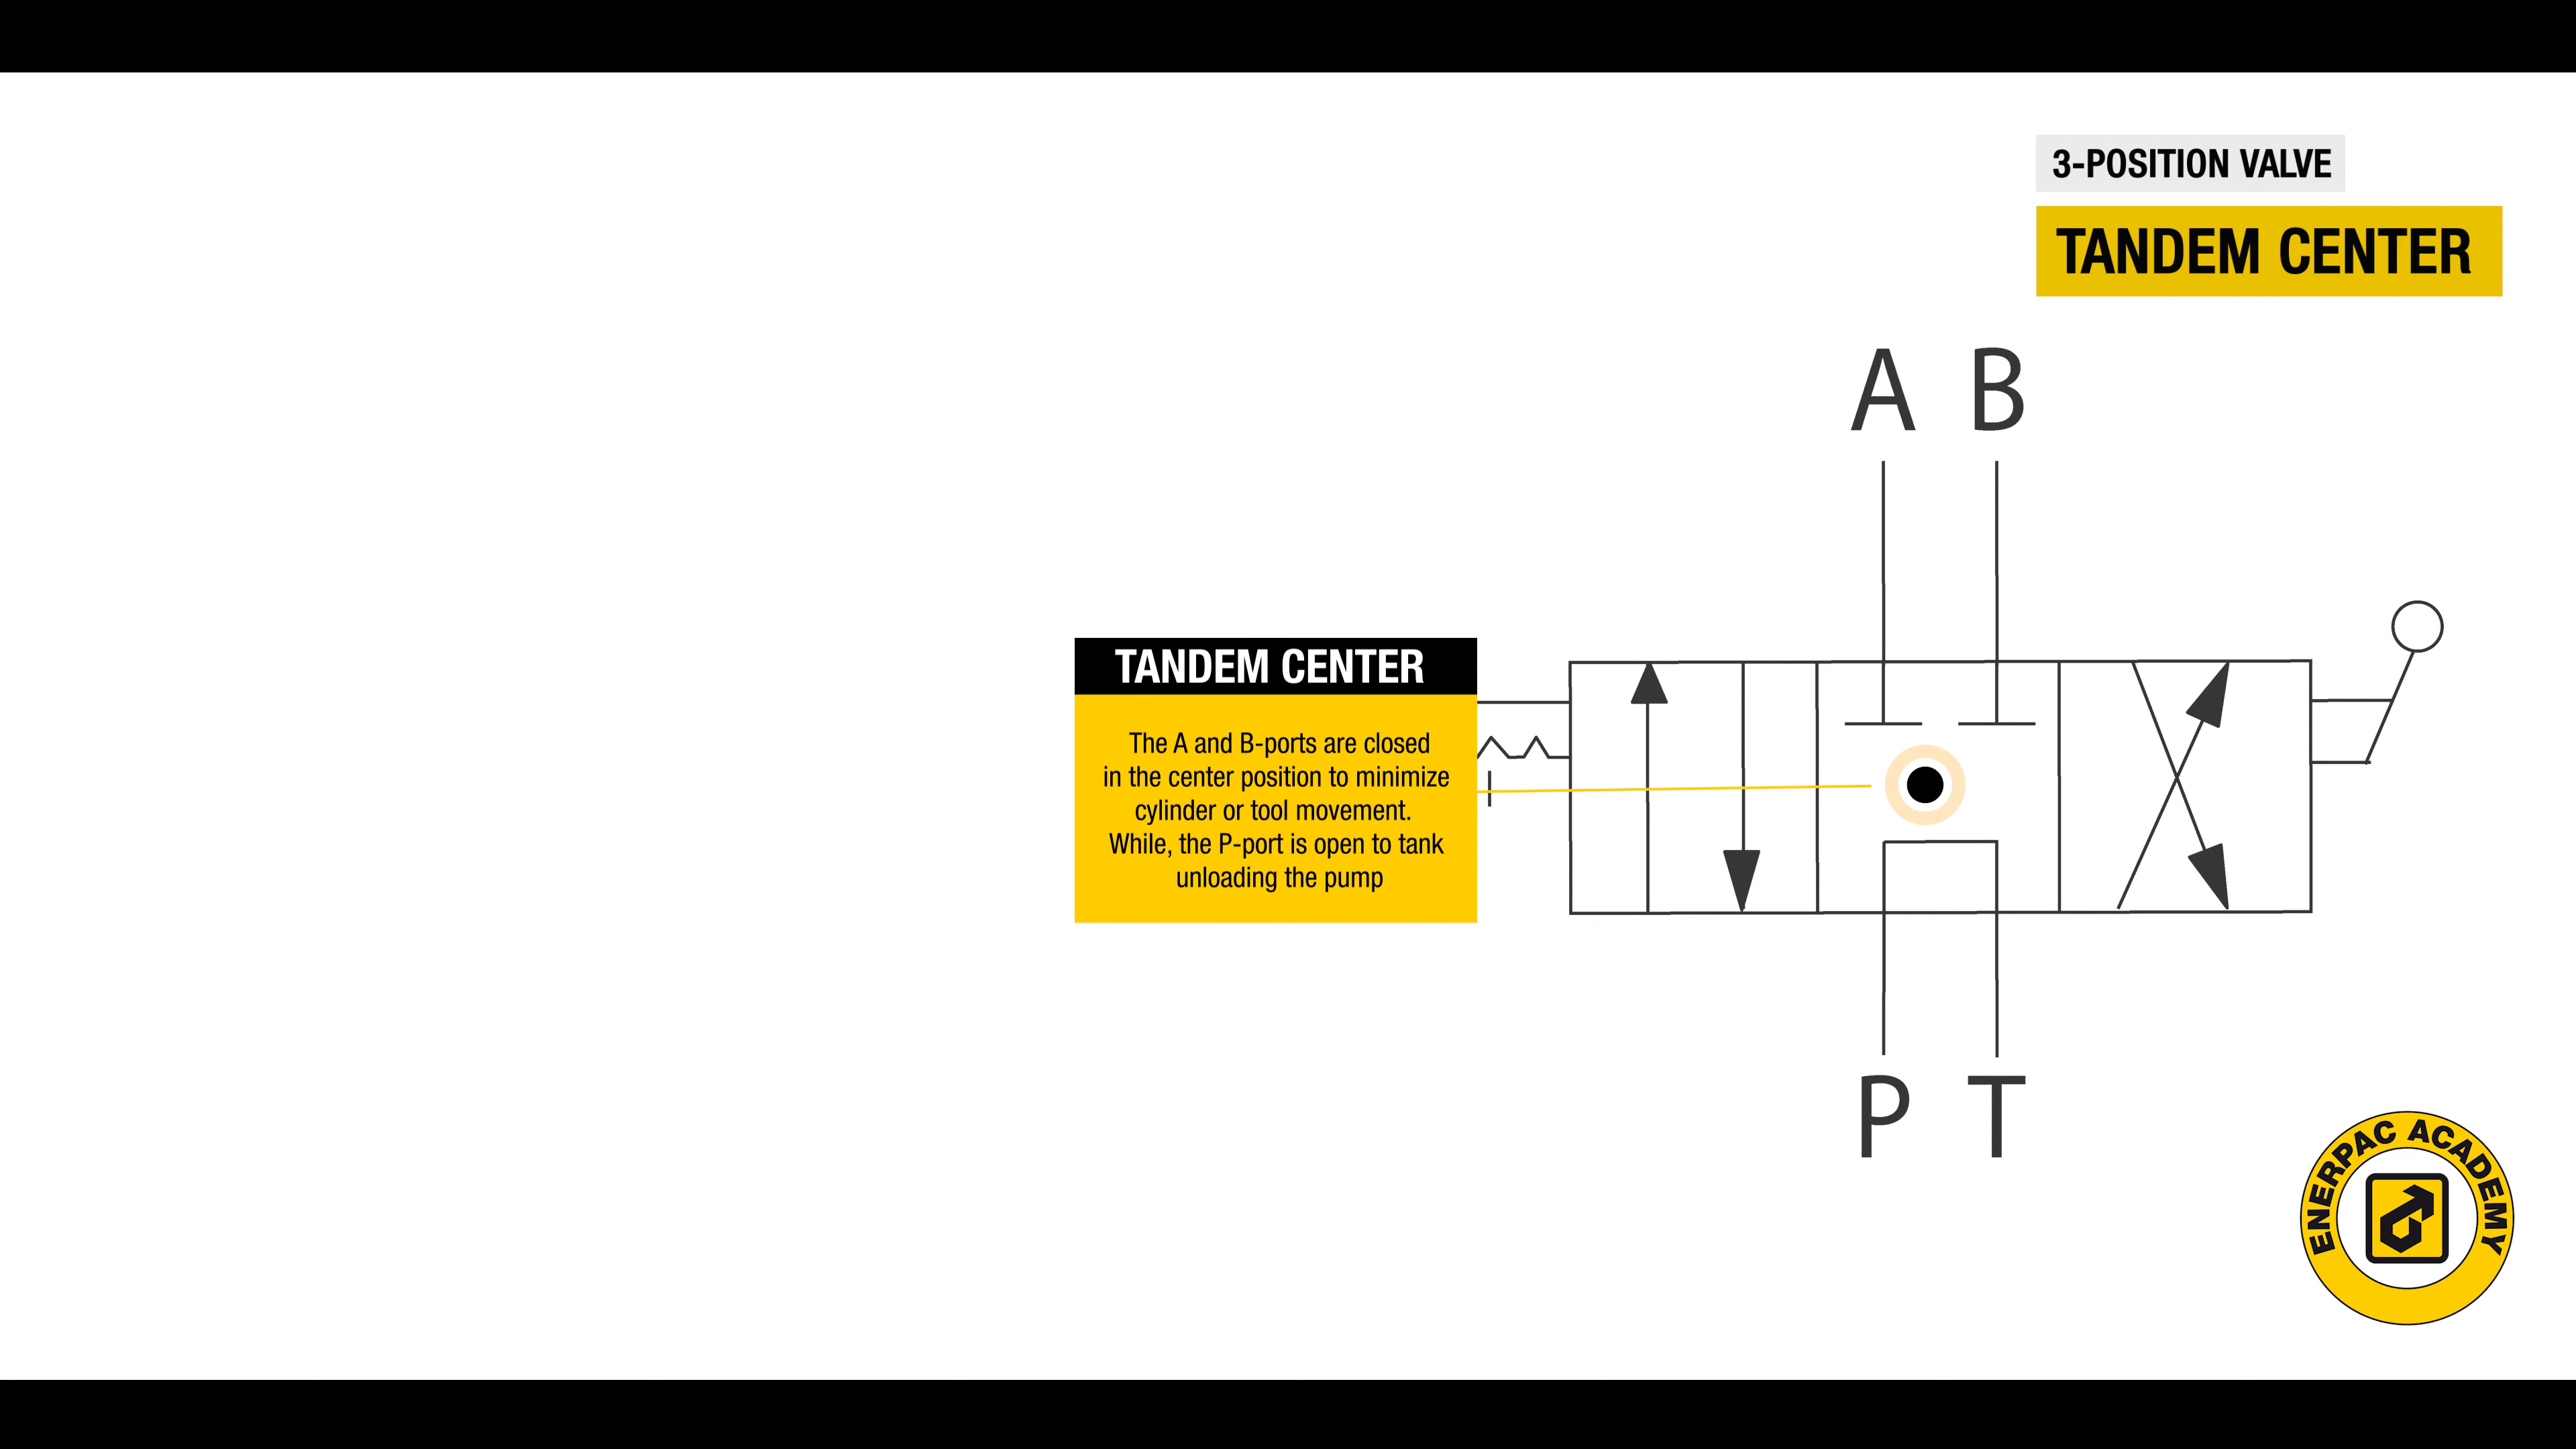 3-POSITION VALVE
TANDEM CENTER
A B
TANDEM CENTER
The A and B-ports are closed
in the center position to minimize
cylinder or tool movement.
While, the P-port is open to tank
unloading the pump
P T
ENERPAC ACADEMY